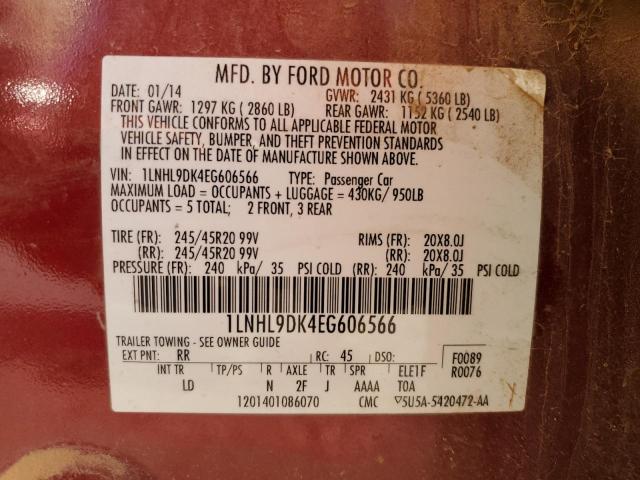 MFD. BY FORD MOTOR CO.
DATE: 01/14 GVWR: 2431 KG ( 5360 LB)
FRONT GAWR: 1297 KG ( 2860 LB) REAR GAWR: 1152 KG ( 2540 LB)
THIS VEHICLE CONFORMS TO ALL APPLICABLE FEDERAL MOTOR
VEHICLE SAFETY, BUMPER, AND THEFT PREVENTION STANDARDS
IN EFFECT ON THE DATE OF MANUFACTURE SHOWN ABOVE.
VIN: 1LNHL9DK4EG606566 TYPE: Passenger Car
MAXIMUM LOAD = OCCUPANTS + LUGGAGE = 430KG/ 950LB
OCCUPANTS = 5 TOTAL; 2 FRONT, 3 REAR
TIRE (FR): 245/45R20 99V RIMS (FR): 20X8.0J
(RR): 245/45R20 99V (RR): 20X8.0J
PRESSURE (FR): 240 kPa/ 35 PSI COLD (RR): 240 kPa/ 35 PSI COLD
1LNHL9DK4EG606566
TRAILER TOWING - SEE OWNER GUIDE
EXT PNT: RR RC: 45 DSO: F0089
INT TR TP/PS R AXLE TR SPR ELE1F R0076
LD N 2F J AAAA TOA
1201401086070 CMC ▽5U5A-5420472-AA